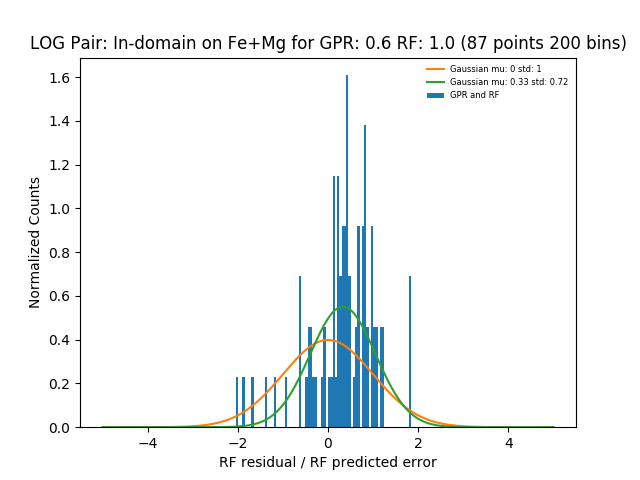 LOG Pair: In-domain on Fe+Mg for GPR: 0.6 RF: 1.0 (87 points 200 bins)
Gaussian mu: 0 std: 1
Gaussian mu: 0.33 std: 0.72
GPR and RF
Normalized Counts
1.6
1.4
1.2
1.0
0.8
0.6
0.4
0.2
0.0
−4 −2 0 2 4
RF residual / RF predicted error